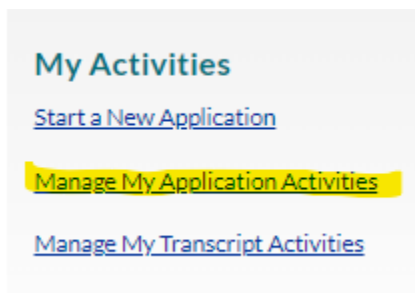 My Activities
Start a New Application
Manage My Application Activities
Manage My Transcript Activities